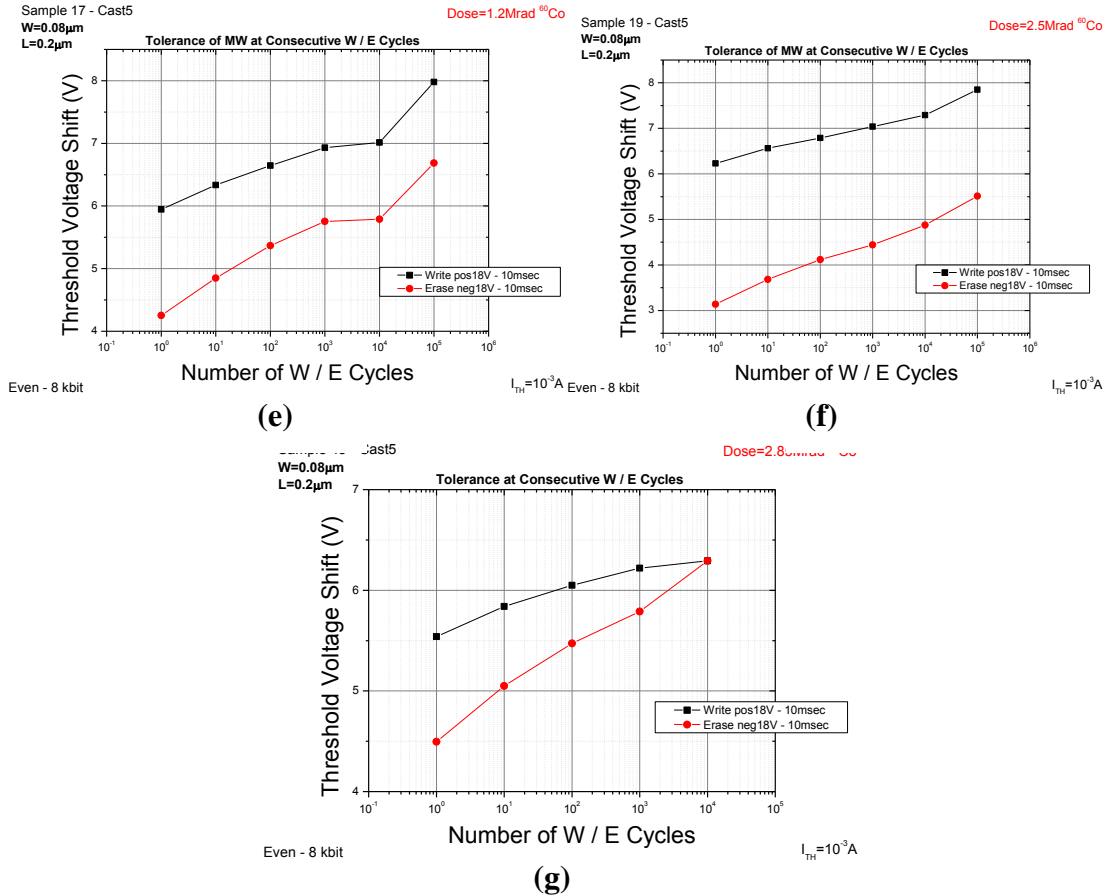 Sample 17 - Cast5
Dose=1.2Mrad ⁶⁰Co
W=0.08µm
L=0.2µm
Tolerance of MW at Consecutive W / E Cycles
Threshold Voltage Shift (V)
8
7
6
5
4
Write pos18V - 10msec
Erase neg18V - 10msec
10⁻¹ 10⁰ 10¹ 10² 10³ 10⁴ 10⁵ 10⁶
Number of W / E Cycles
Even - 8 kbit
I_TH=10⁻³A
(e)
Sample 19 - Cast5
Dose=2.5Mrad ⁶⁰Co
W=0.08µm
L=0.2µm
Tolerance of MW at Consecutive W / E Cycles
Threshold Voltage Shift (V)
8
7
6
5
4
3
Write pos18V - 10msec
Erase neg18V - 10msec
10⁻¹ 10⁰ 10¹ 10² 10³ 10⁴ 10⁵ 10⁶
Number of W / E Cycles
Even - 8 kbit
I_TH=10⁻³A
(f)
Cast5
W=0.08µm
L=0.2µm
Tolerance at Consecutive W / E Cycles
Threshold Voltage Shift (V)
7
6
5
4
Write pos18V - 10msec
Erase neg18V - 10msec
10⁻¹ 10⁰ 10¹ 10² 10³ 10⁴ 10⁵
Number of W / E Cycles
Even - 8 kbit
I_TH=10⁻³A
(g)